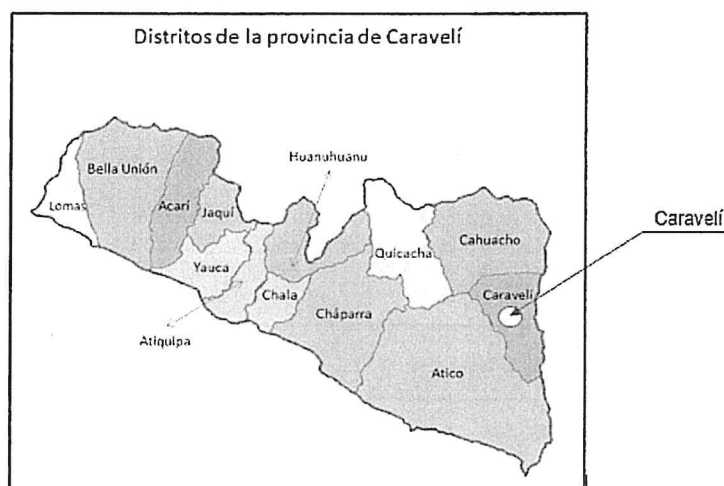 Distritos de la provincia de Caravelí
Huanuhuanu
Bella Unión
Lomas
Acarí
Jaquí
Caravelí
Quicacha
Cahuacho
Yauca
Chala
Caravelí
Cháparra
Atiquipa
Atico